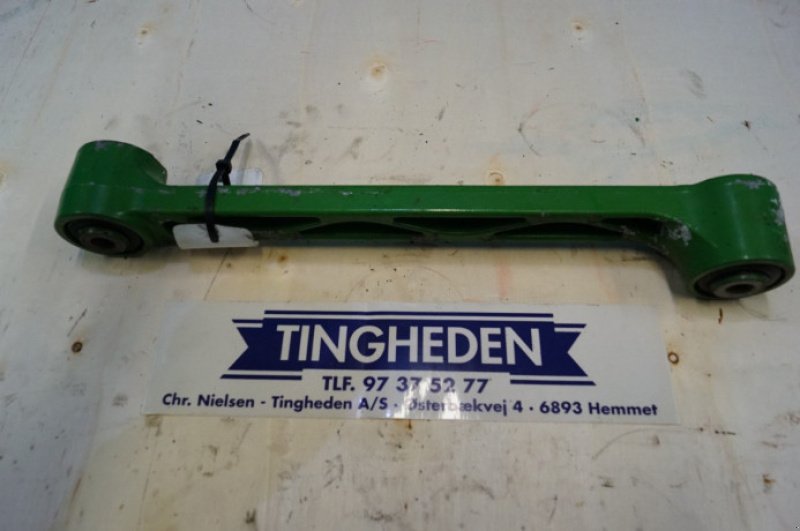 TINGHEDEN
TLF. 97 37 52 77
Chr. Nielsen - Tingheden A/S - Østerbækvej 4 - 6893 Hemmet